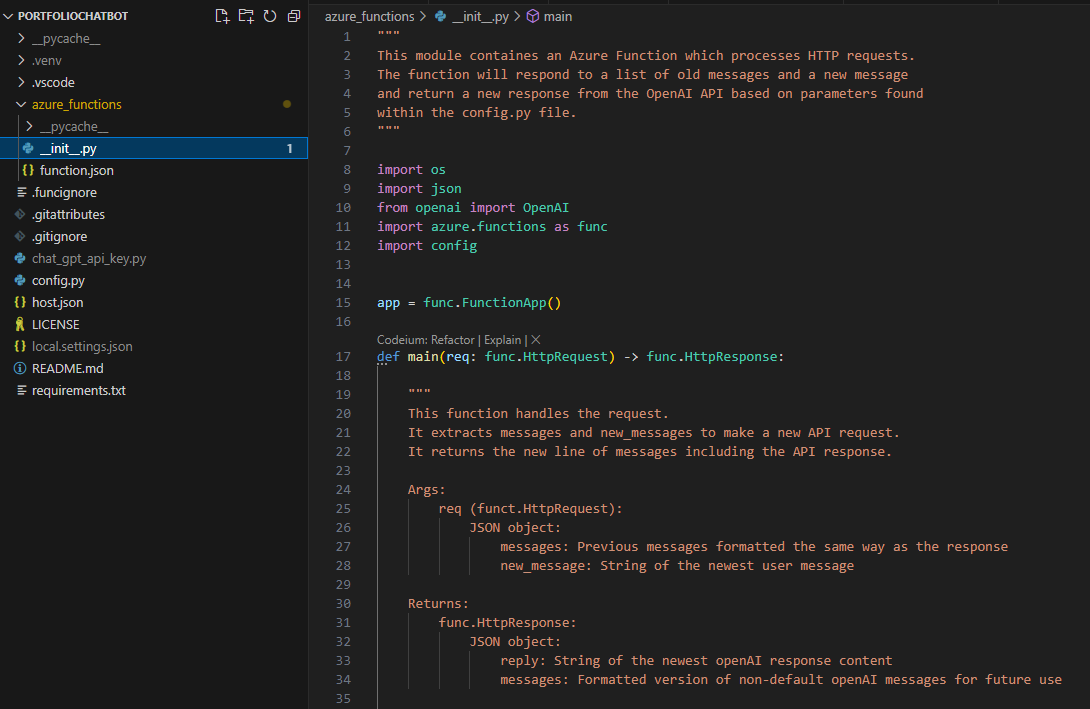 PORTFOLIOCHATBOT
__pycache__
.venv
.vscode
azure_functions
__pycache__
__init__.py 1
function.json
.funcignore
.gitattributes
.gitignore
chat_gpt_api_key.py
config.py
host.json
LICENSE
local.settings.json
README.md
requirements.txt
azure_functions > __init__.py > main
1 """
2 This module containes an Azure Function which processes HTTP requests.
3 The function will respond to a list of old messages and a new message
4 and return a new response from the OpenAI API based on parameters found
5 within the config.py file.
6 """
7
8 import os
9 import json
10 from openai import OpenAI
11 import azure.functions as func
12 import config
13
14
15 app = func.FunctionApp()
16
Codeium: Refactor | Explain | ✕
17 def main(req: func.HttpRequest) -> func.HttpResponse:
18
19 """
20 This function handles the request.
21 It extracts messages and new_messages to make a new API request.
22 It returns the new line of messages including the API response.
23
24 Args:
25 req (funct.HttpRequest):
26 JSON object:
27 messages: Previous messages formatted the same way as the response
28 new_message: String of the newest user message
29
30 Returns:
31 func.HttpResponse:
32 JSON object:
33 reply: String of the newest openAI response content
34 messages: Formatted version of non-default openAI messages for future use
35